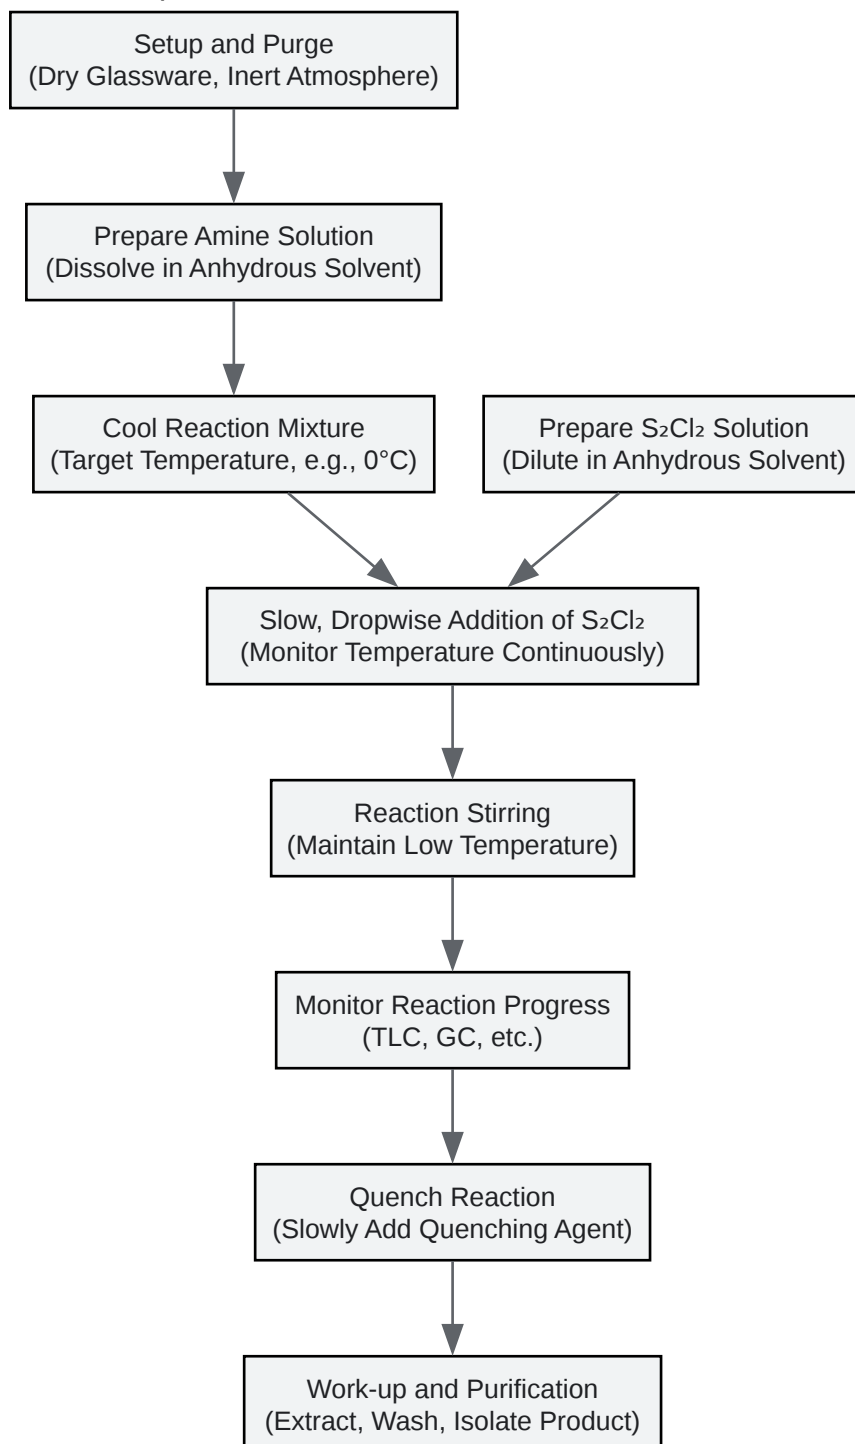 Setup and Purge
(Dry Glassware, Inert Atmosphere)
Prepare Amine Solution
(Dissolve in Anhydrous Solvent)
Cool Reaction Mixture
(Target Temperature, e.g., 0°C)
Prepare S₂Cl₂ Solution
(Dilute in Anhydrous Solvent)
Slow, Dropwise Addition of S₂Cl₂
(Monitor Temperature Continuously)
Reaction Stirring
(Maintain Low Temperature)
Monitor Reaction Progress
(TLC, GC, etc.)
Quench Reaction
(Slowly Add Quenching Agent)
Work-up and Purification
(Extract, Wash, Isolate Product)